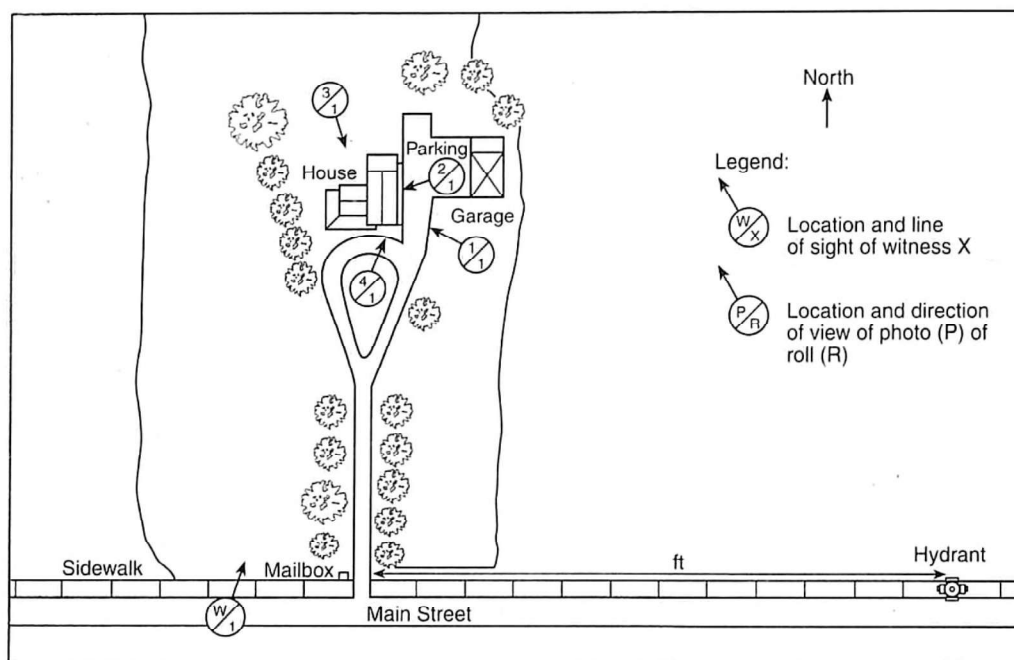 North
Legend:
W/X
Location and line
of sight of witness X
P/R
Location and direction
of view of photo (P) of
roll (R)
3/1
House
Parking
2/1
Garage
1/1
4/1
Sidewalk
Mailbox
ft
Hydrant
W/1
Main Street